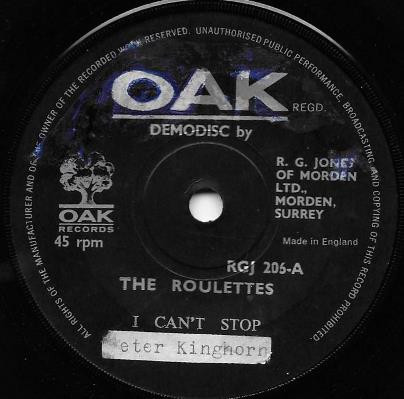 ALL RIGHTS OF THE MANUFACTURER AND OF THE OWNER OF THE RECORDED WORK RESERVED. UNAUTHORISED PUBLIC PERFORMANCE, BROADCASTING AND COPYING OF THIS RECORD PROHIBITED.
OAK REGD.
DEMODISC by
R. G. JONES
OF MORDEN
LTD.,
MORDEN,
SURREY
OAK
RECORDS
45 rpm
Made in England
RGJ 206-A
THE ROULETTES
I CAN'T STOP
eter Kinghorn